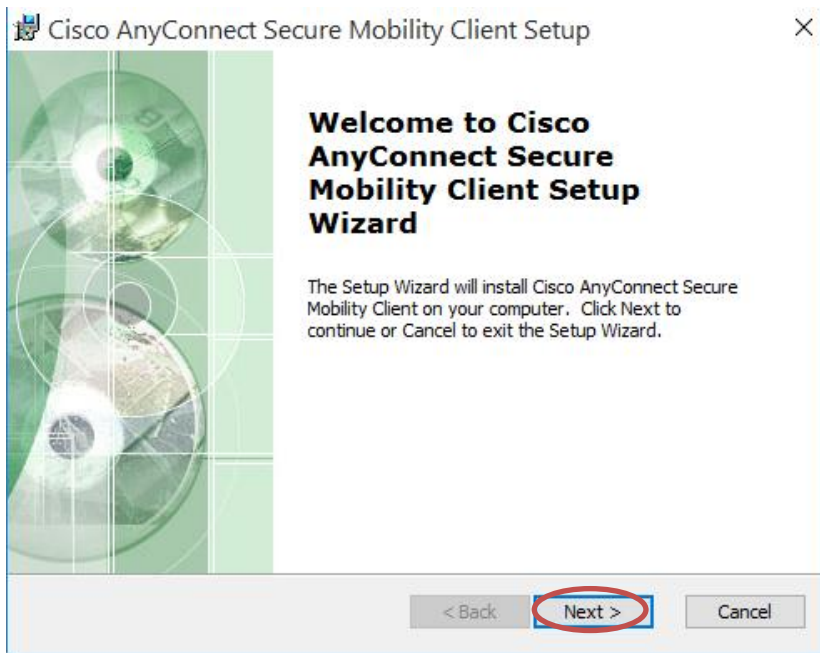 Cisco AnyConnect Secure Mobility Client Setup
Welcome to Cisco
AnyConnect Secure
Mobility Client Setup
Wizard
The Setup Wizard will install Cisco AnyConnect Secure
Mobility Client on your computer. Click Next to
continue or Cancel to exit the Setup Wizard.
< Back Next > Cancel